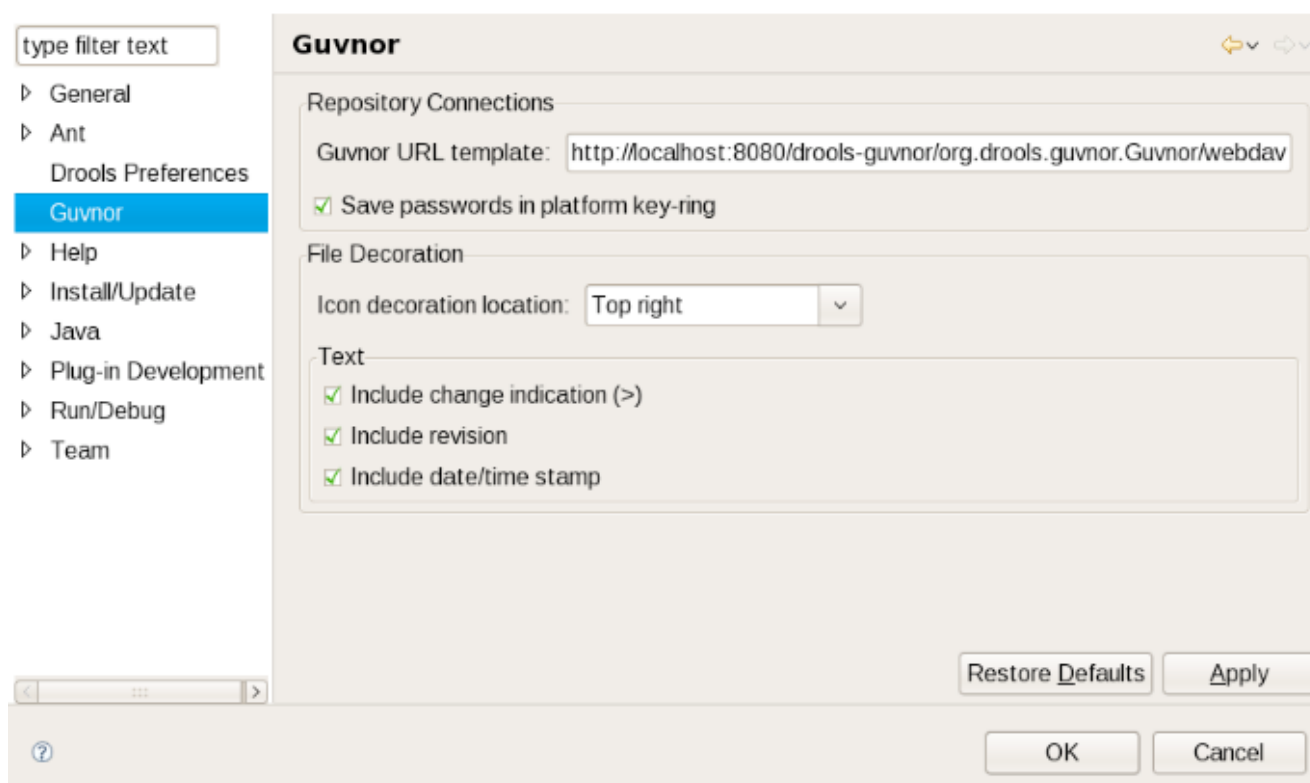 type filter text
General
Ant
Drools Preferences
Guvnor
Help
Install/Update
Java
Plug-in Development
Run/Debug
Team
Guvnor
Repository Connections
Guvnor URL template: http://localhost:8080/drools-guvnor/org.drools.guvnor.Guvnor/webdav
Save passwords in platform key-ring
File Decoration
Icon decoration location: Top right
Text
Include change indication (>)
Include revision
Include date/time stamp
Restore Defaults Apply
OK Cancel